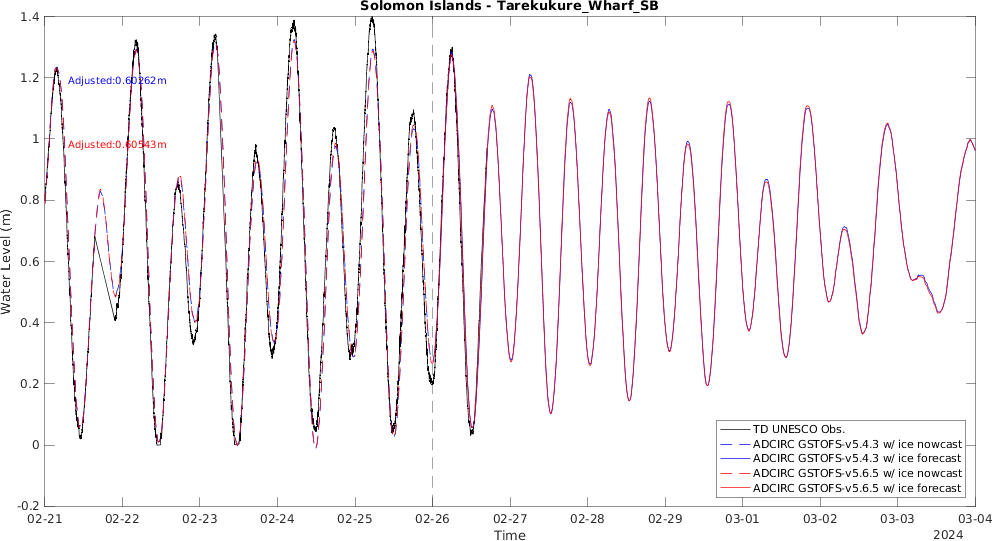 Solomon Islands - Tarekukure_Wharf_SB
1.4
1.2
1
0.8
0.6
0.4
0.2
0
-0.2
Water Level (m)
Adjusted:0.60262m
Adjusted:0.60543m
TD UNESCO Obs.
ADCIRC GSTOFS-v5.4.3 w/ ice nowcast
ADCIRC GSTOFS-v5.4.3 w/ ice forecast
ADCIRC GSTOFS-v5.6.5 w/ ice nowcast
ADCIRC GSTOFS-v5.6.5 w/ ice forecast
02-21 02-22 02-23 02-24 02-25 02-26 02-27 02-28 02-29 03-01 03-02 03-03 03-04
Time
2024